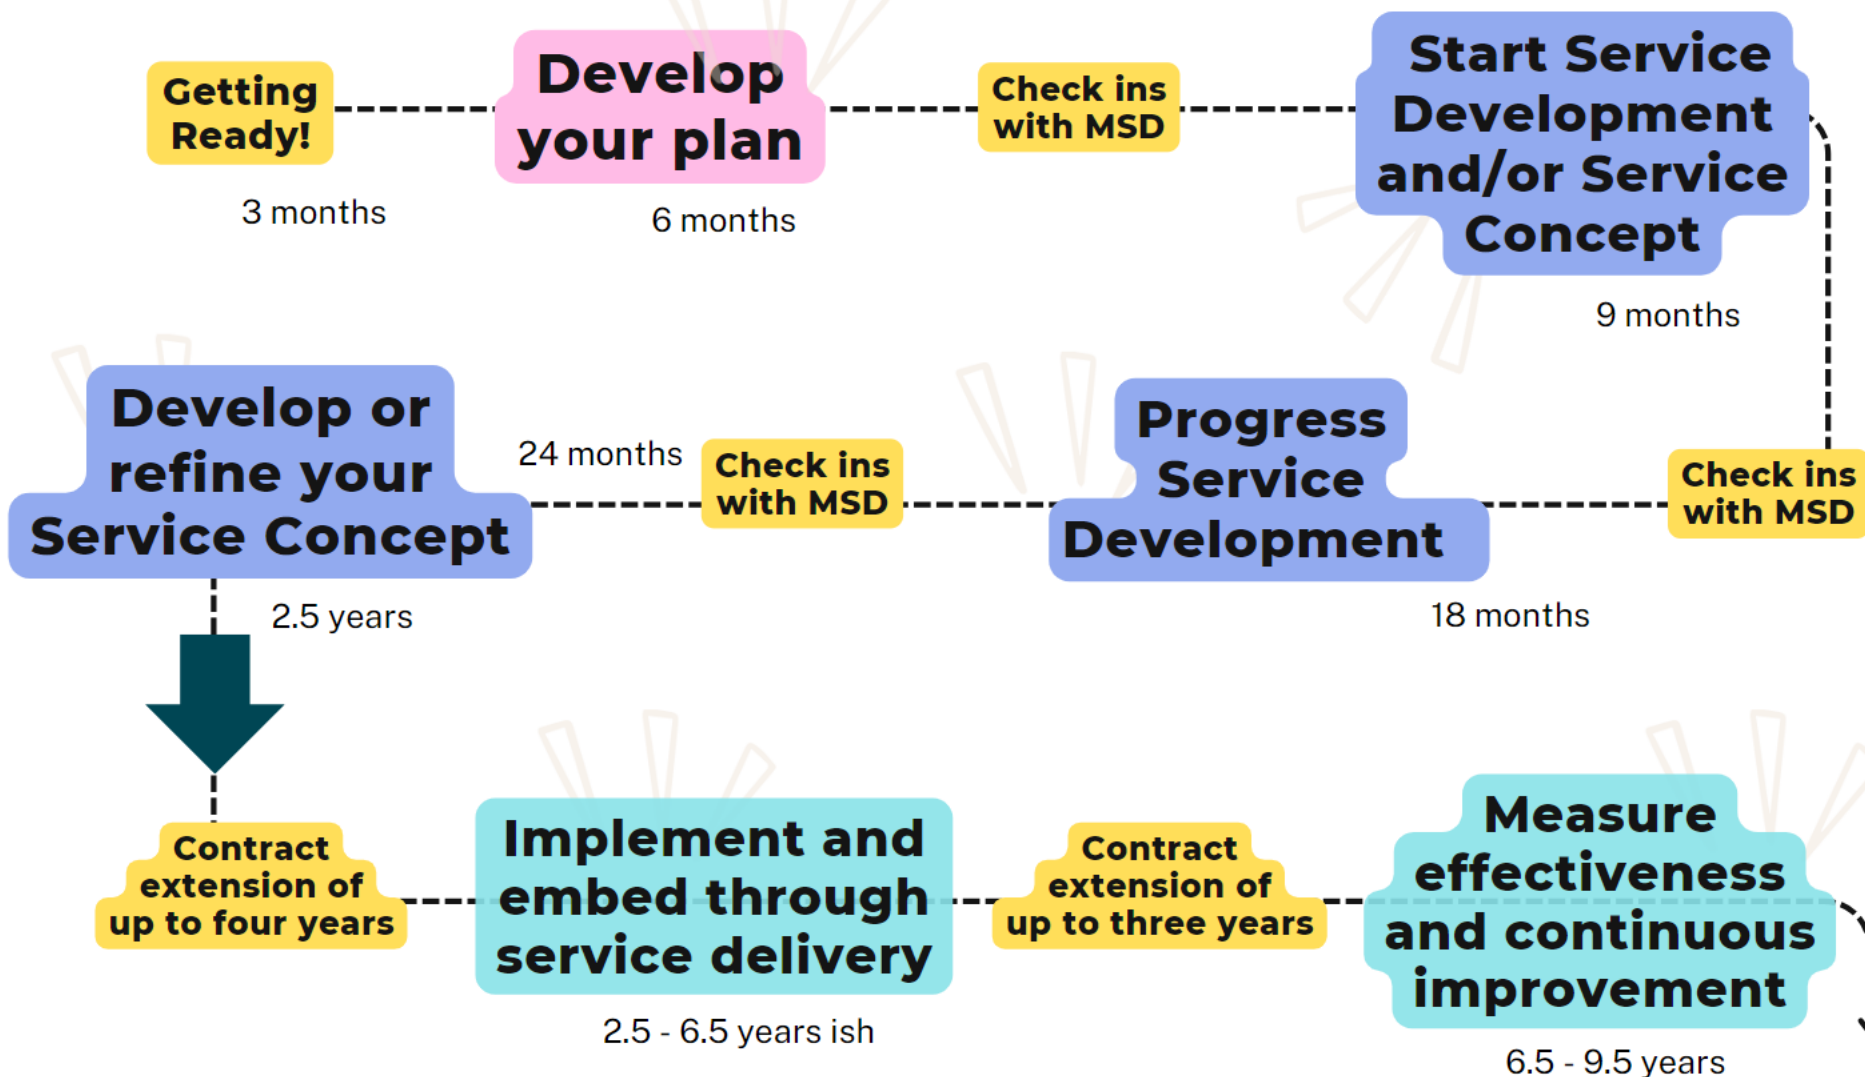 Getting
Ready!
3 months
Develop
your plan
6 months
Check ins
with MSD
Start Service
Development
and/or Service
Concept
9 months
Check ins
with MSD
Progress
Service
Development
18 months
Check ins
with MSD
24 months
Develop or
refine your
Service Concept
2.5 years
Contract
extension of
up to four years
Implement and
embed through
service delivery
2.5 - 6.5 years ish
Contract
extension of
up to three years
Measure
effectiveness
and continuous
improvement
6.5 - 9.5 years